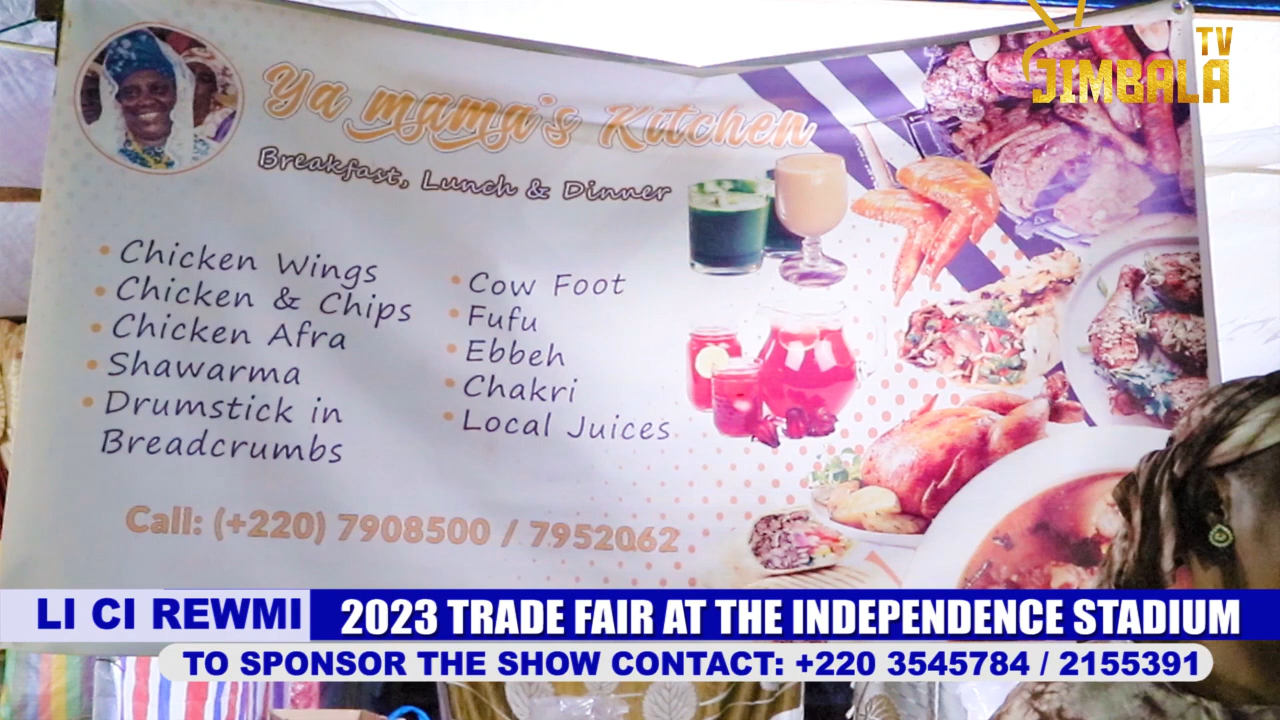 TV
JIMBALA
Ya mama's Kitchen
Breakfast, Lunch & Dinner
• Chicken Wings
• Chicken & Chips
• Chicken Afra
• Shawarma
• Drumstick in
Breadcrumbs
• Cow Foot
• Fufu
• Ebbeh
• Chakri
• Local Juices
Call: (+220) 7908500 / 7952062
LI CI REWMI
2023 TRADE FAIR AT THE INDEPENDENCE STADIUM
TO SPONSOR THE SHOW CONTACT: +220 3545784 / 2155391